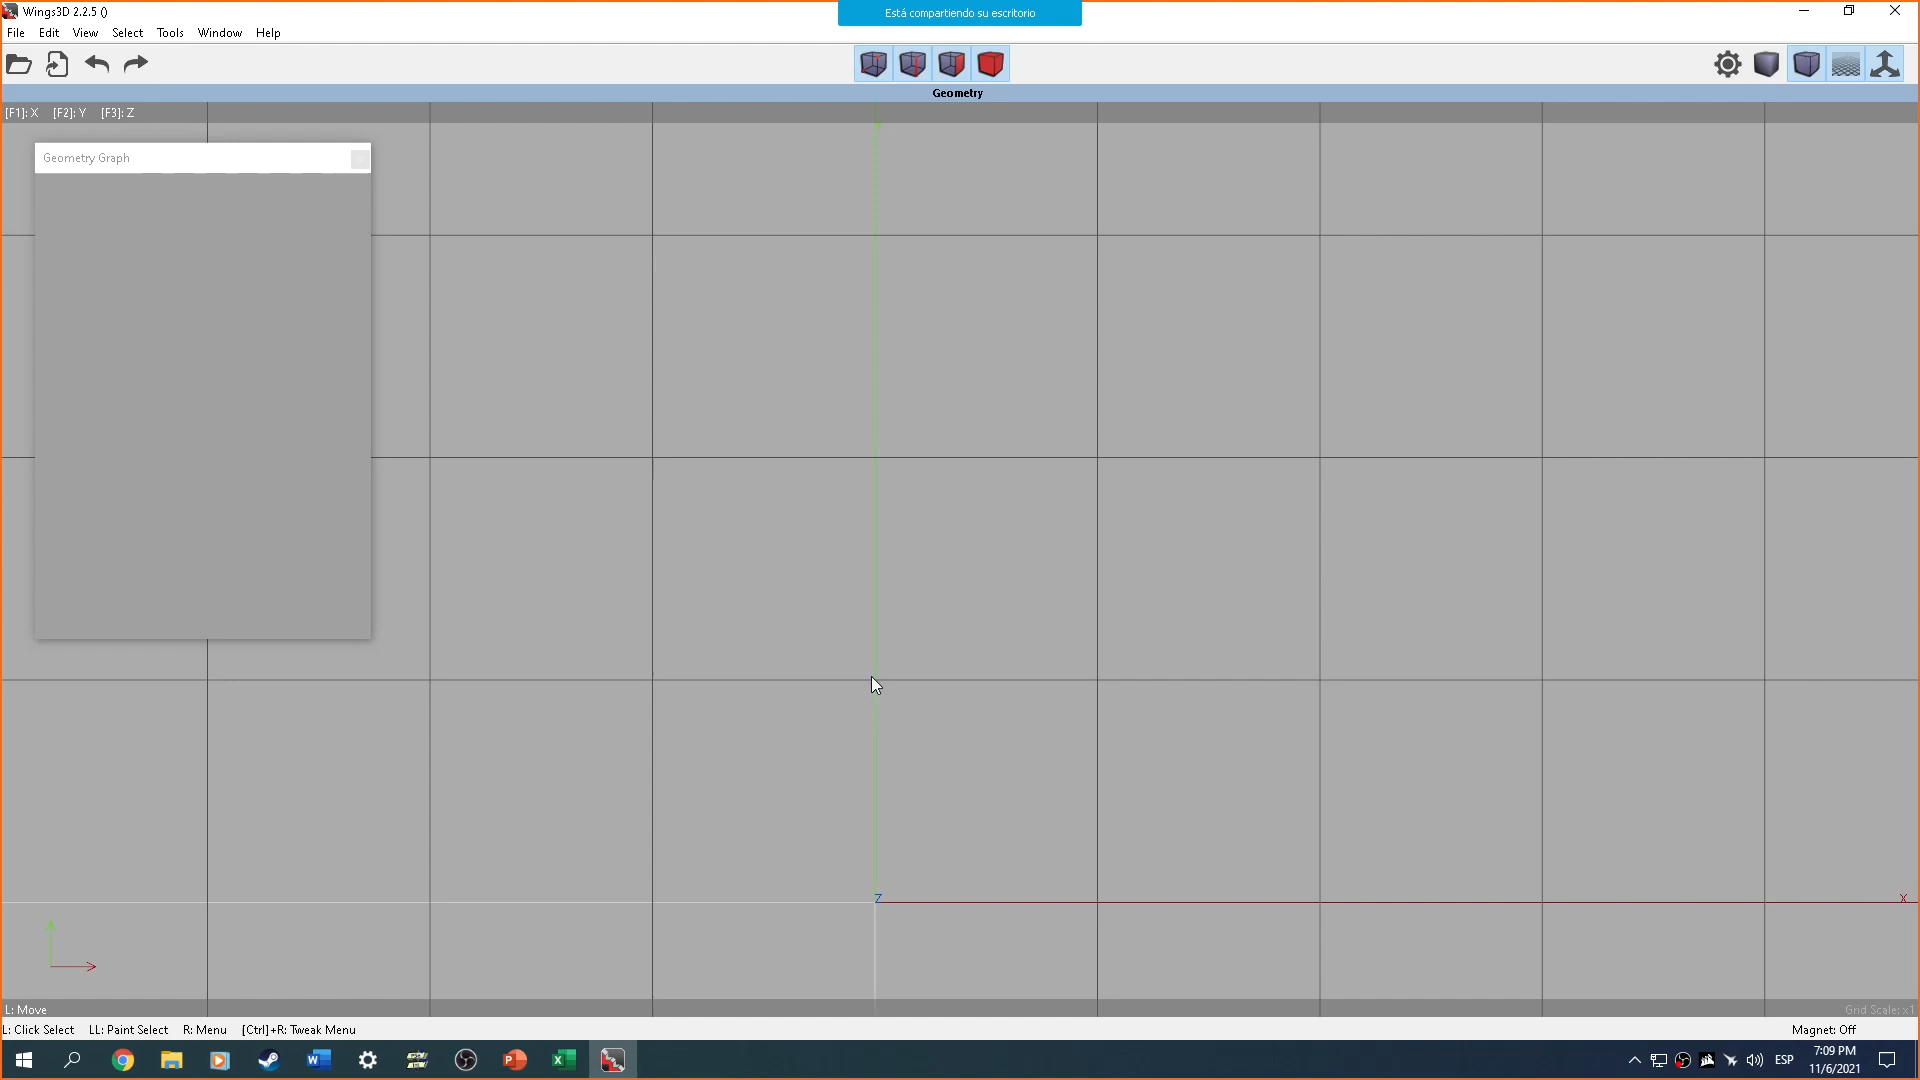 Wings3D 2.2.5 ()
Está compartiendo su escritorio
File Edit View Select Tools Window Help
Geometry
[F1]: X [F2]: Y [F3]: Z
Geometry Graph
Z
X
L: Move
Grid Scale: x1
L: Click Select LL: Paint Select R: Menu [Ctrl]+R: Tweak Menu
Magnet: Off
ESP
7:09 PM
11/6/2021